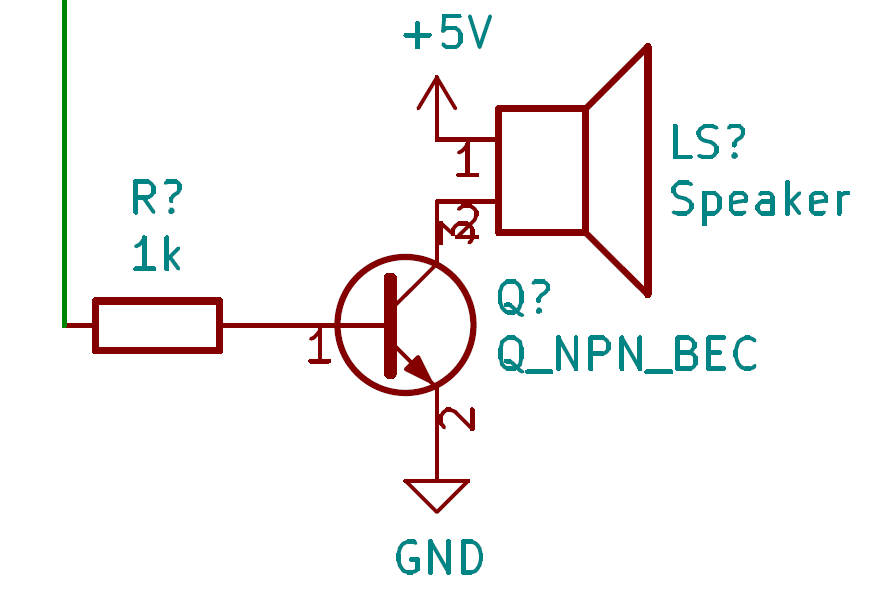 +5V
1
LS?
Speaker
R?
1k
2
3
Q?
Q_NPN_BEC
1
2
GND